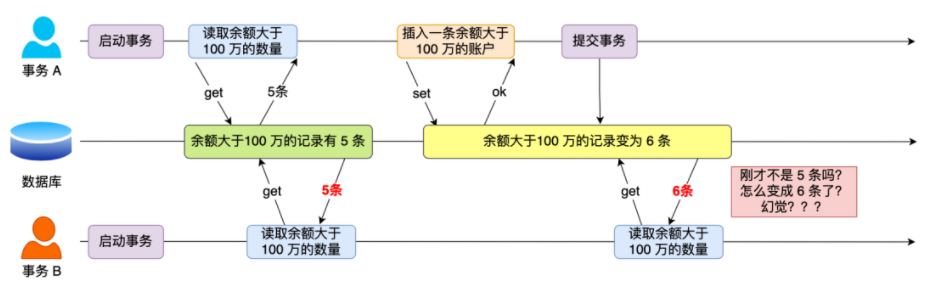 启动事务
读取余额大于
100 万的数量
插入一条余额大于
100 万的账户
提交事务
事务 A
get
5条
set
ok
余额大于100 万的记录有 5 条
余额大于100 万的记录变为 6 条
数据库
get
5条
get
6条
刚才不是 5 条吗?
怎么变成 6 条了?
幻觉? ? ?
启动事务
读取余额大于
100 万的数量
读取余额大于
100 万的数量
事务 B